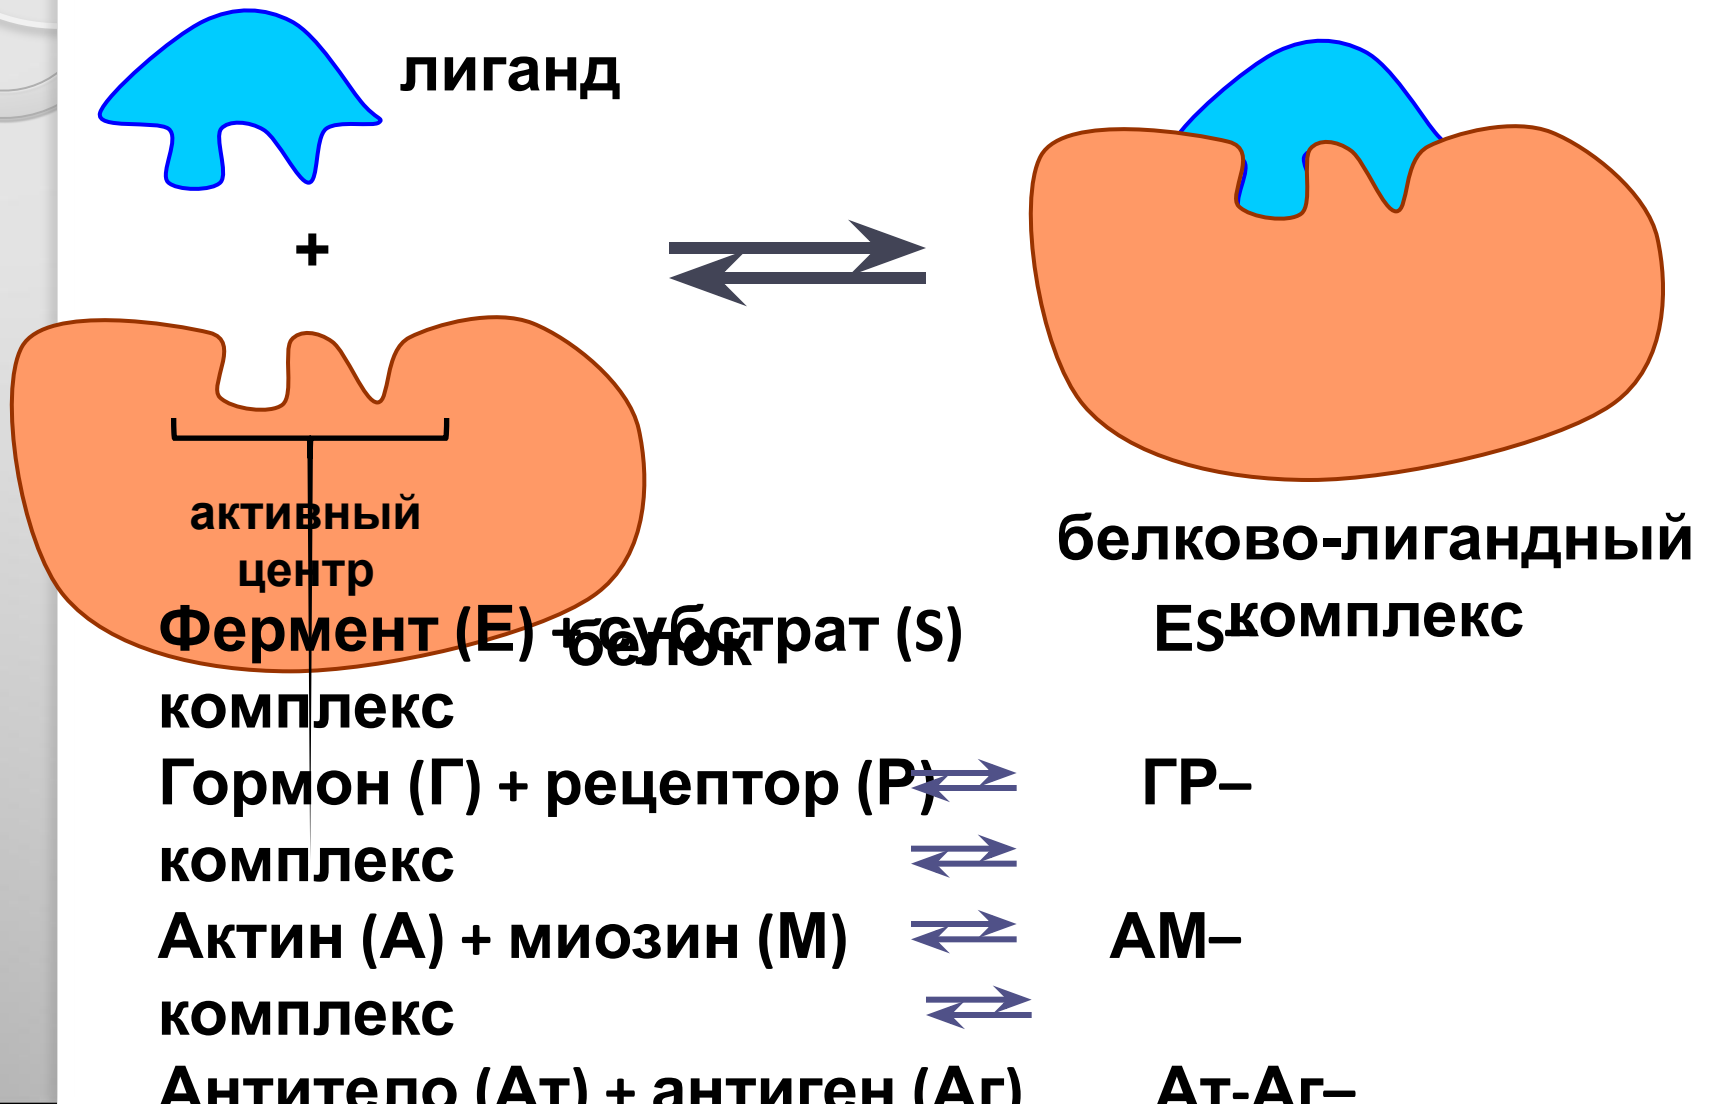 лиганд
+
активный
центр
белок
белково-лигандный
комплекс
Фермент (Е) + субстрат (S) ЕS–
комплекс
Гормон (Г) + рецептор (Р) ГР–
комплекс
Актин (А) + миозин (М) АМ–
комплекс
Антитело (Ат) + антиген (Аг) Ат-Аг–